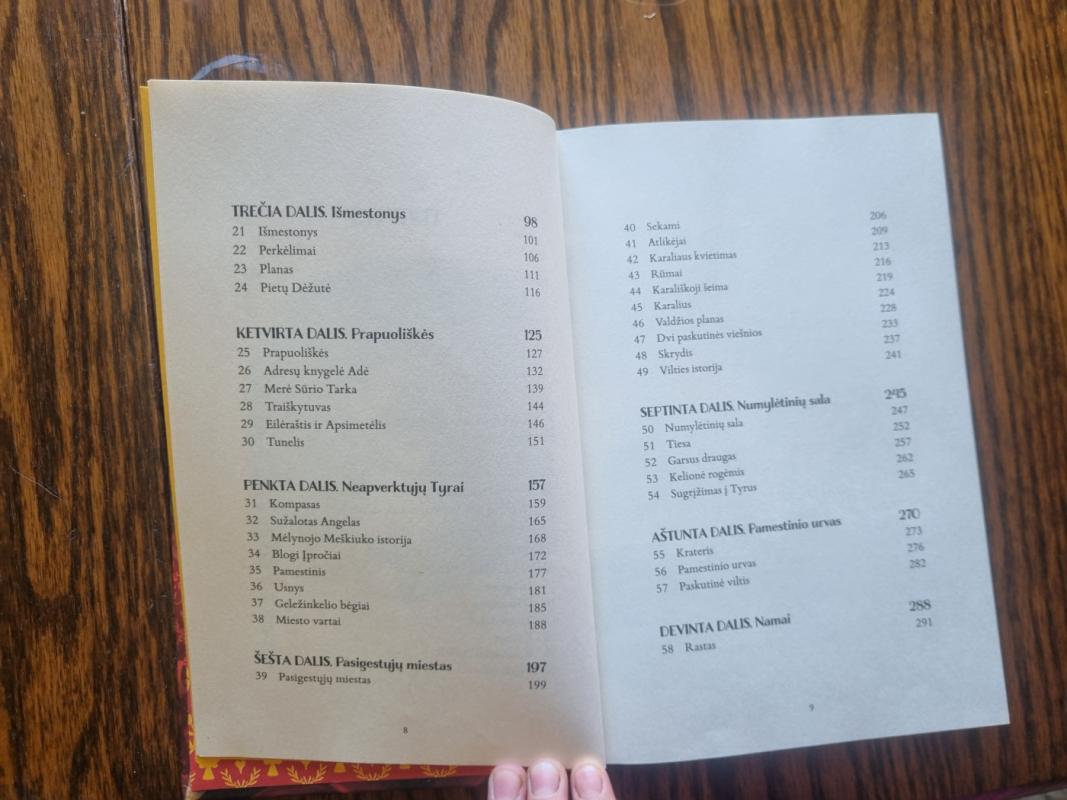 TREČIA DALIS. Išmestonys 98
21 Išmestonys 101
22 Perkėlimai 106
23 Planas 111
24 Pietų Dėžutė 116
KETVIRTA DALIS. Prapuoliškės 125
25 Prapuoliškės 127
26 Adresų knygelė Adė 132
27 Merė Sūrio Tarka 139
28 Traiškytuvas 144
29 Eilėraštis ir Apsimetėlis 146
30 Tunelis 151
PENKTA DALIS. Neapverktųjų Tyrai 157
31 Kompasas 159
32 Sužalotas Angelas 165
33 Mėlynojo Meškiuko istorija 168
34 Blogi Įpročiai 172
35 Pamestinis 177
36 Usnys 181
37 Geležinkelio bėgiai 185
38 Miesto vartai 188
ŠEŠTA DALIS. Pasigestųjų miestas 197
39 Pasigestųjų miestas 199
8
40 Sekami 206
41 Atlikėjai 209
42 Karaliaus kvietimas 213
43 Rūmai 216
44 Karališkoji šeima 219
45 Karalius 224
46 Valdžios planas 228
47 Dvi paskutinės viešnios 233
48 Skrydis 237
49 Vilties istorija 241
SEPTINTA DALIS. Numylėtinių sala 245
50 Numylėtinių sala 247
51 Tiesa 252
52 Garsus draugas 257
53 Kelionė rogėmis 262
54 Sugrįžimas į Tyrus 265
AŠTUNTA DALIS. Pamestinio urvas 270
55 Krateris 273
56 Pamestinio urvas 276
57 Paskutinė viltis 282
DEVINTA DALIS. Namai 288
58 Rastas 291
9